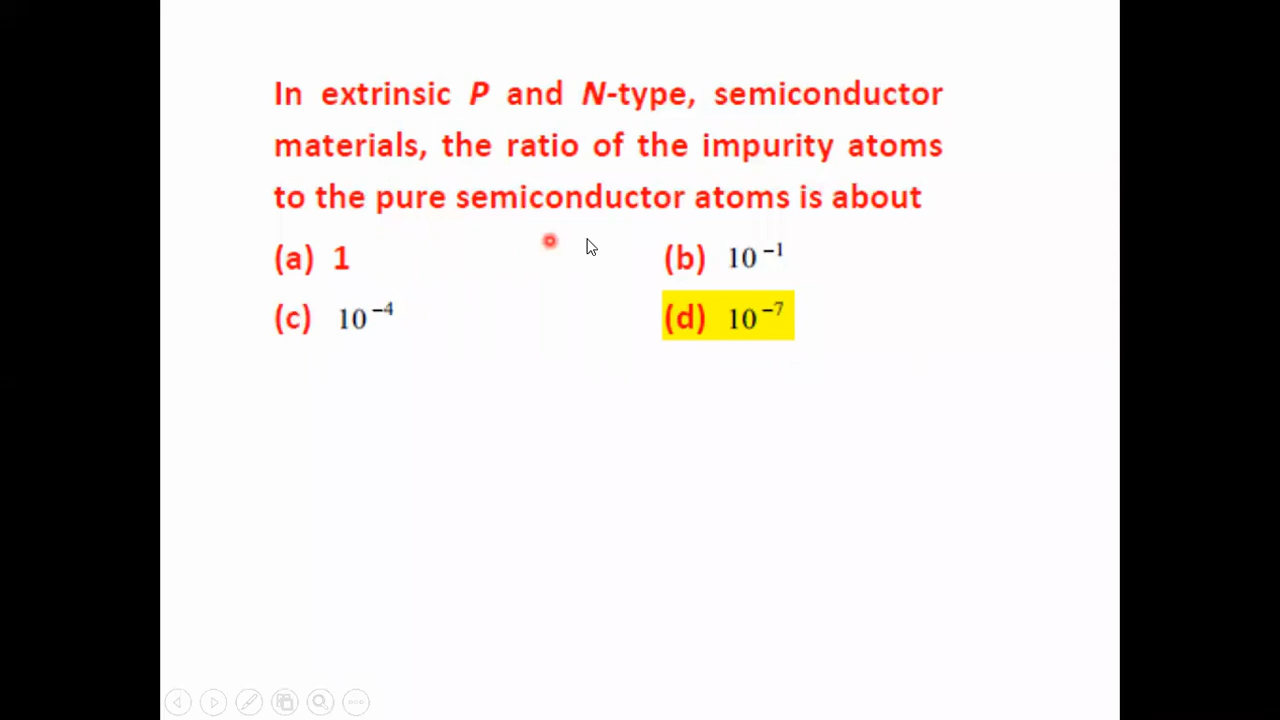 In extrinsic P and N-type, semiconductor
materials, the ratio of the impurity atoms
to the pure semiconductor atoms is about
(a) 1 (b) 10⁻¹
(c) 10⁻⁴ (d) 10⁻⁷